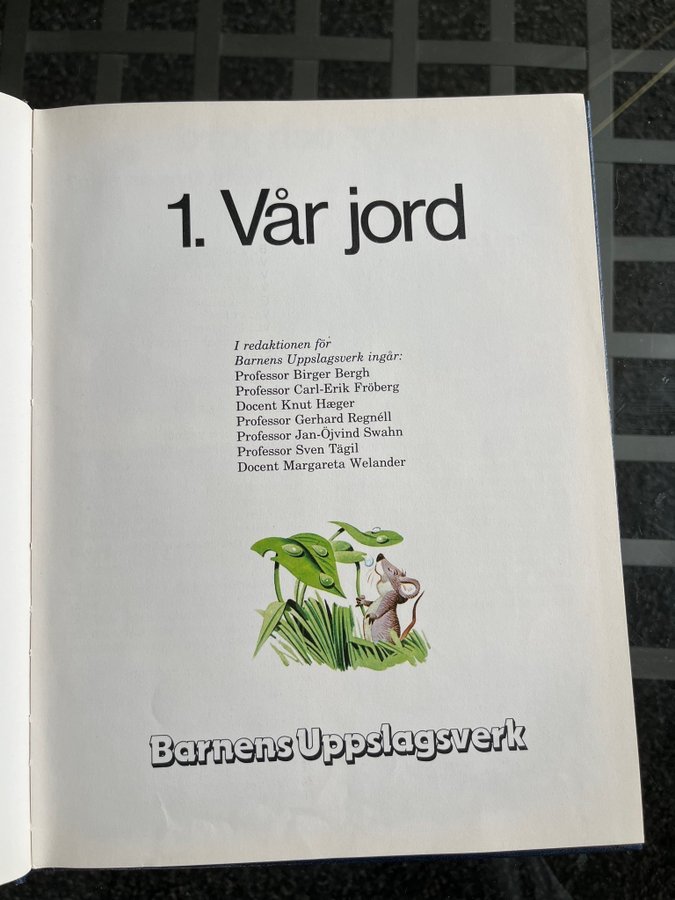 1. Vår jord
I redaktionen för
Barnens Uppslagsverk ingår:
Professor Birger Bergh
Professor Carl-Erik Fröberg
Docent Knut Hæger
Professor Gerhard Regnéll
Professor Jan-Öjvind Swahn
Professor Sven Tägil
Docent Margareta Welander
Barnens Uppslagsverk